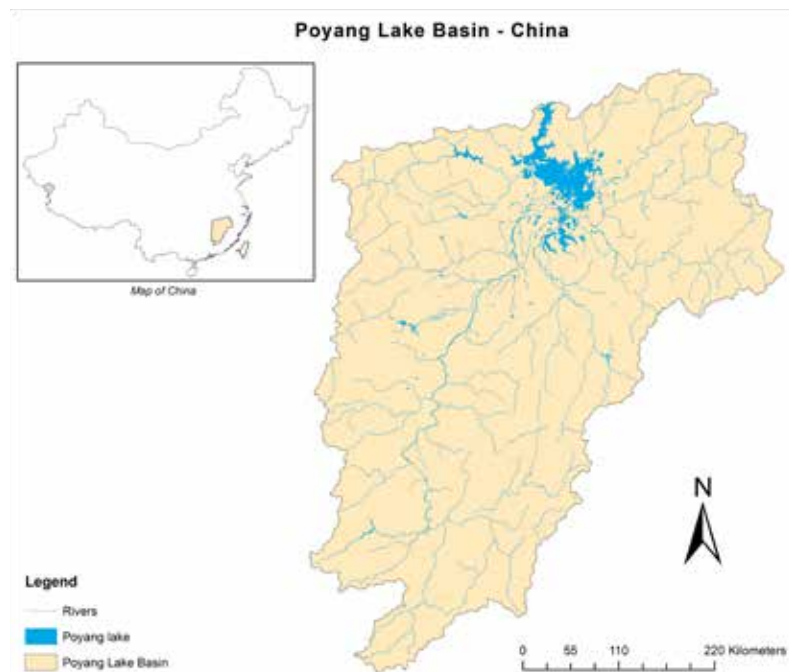 Poyang Lake Basin - China
Map of China
N
Legend
Rivers
Poyang lake
Poyang Lake Basin
0 55 110 220 Kilometers